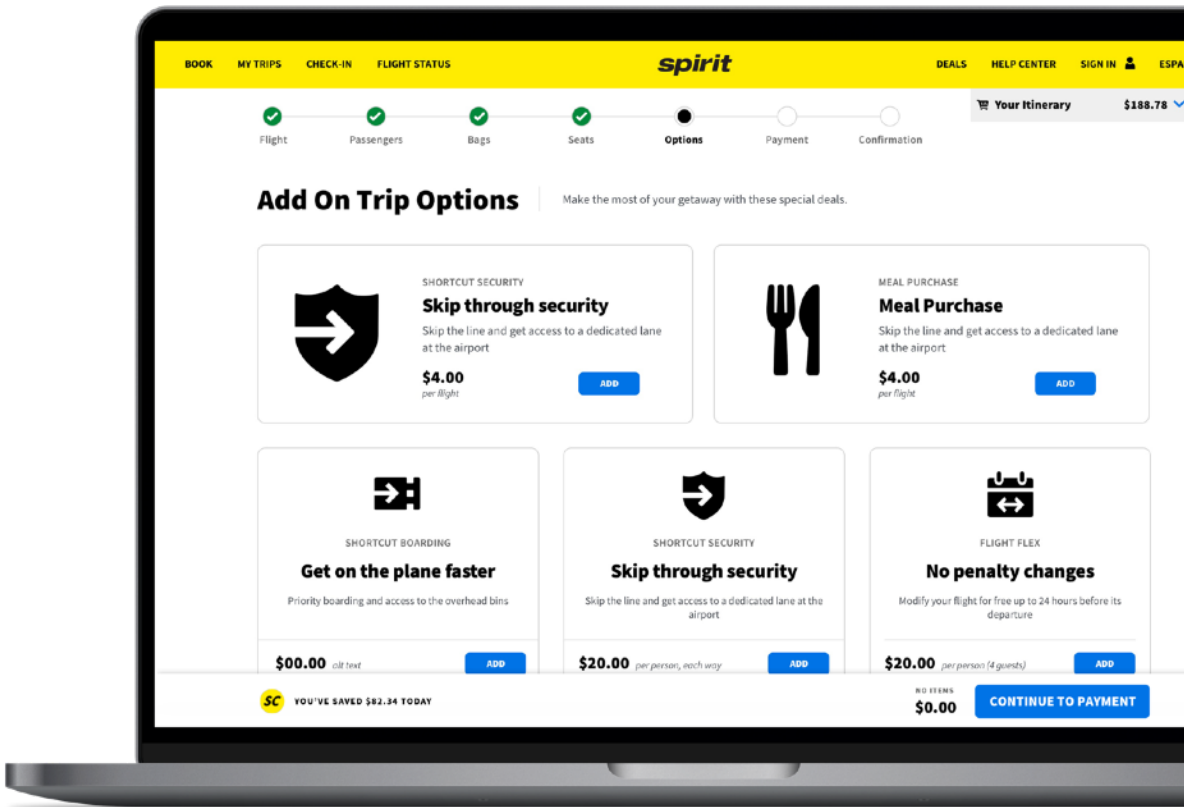 BOOK MY TRIPS CHECK-IN FLIGHT STATUS spirit DEALS HELP CENTER SIGN IN ESPA
Your Itinerary $188.78
Flight Passengers Bags Seats Options Payment Confirmation
Add On Trip Options Make the most of your getaway with these special deals.
SHORTCUT SECURITY
Skip through security
Skip the line and get access to a dedicated lane
at the airport
$4.00
per flight
ADD
MEAL PURCHASE
Meal Purchase
Skip the line and get access to a dedicated lane
at the airport
$4.00
per flight
ADD
SHORTCUT BOARDING
Get on the plane faster
Priority boarding and access to the overhead bins
$00.00 alt text ADD
SHORTCUT SECURITY
Skip through security
Skip the line and get access to a dedicated lane at the
airport
$20.00 per person, each way ADD
FLIGHT FLEX
No penalty changes
Modify your flight for free up to 24 hours before its
departure
$20.00 per person (4 guests) ADD
SC YOU'VE SAVED $82.34 TODAY
NO ITEMS
$0.00
CONTINUE TO PAYMENT